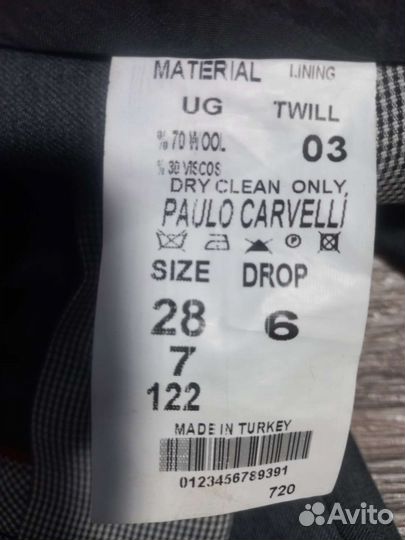 MATERIAL LINING
UG TWILL
% 70 WOOL 03
% 30 VISCOS
DRY CLEAN ONLY,
PAULO CARVELLİ
SIZE DROP
28 6
7
122
MADE IN TURKEY
0123456789391
720
Avito